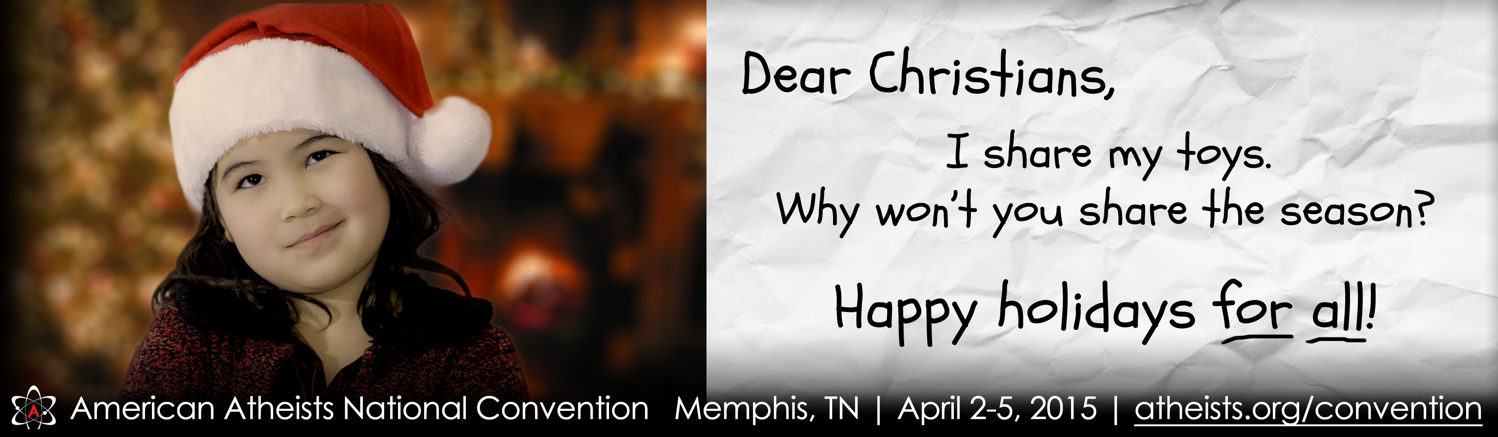 Dear Christians,
I share my toys.
Why won't you share the season?
Happy holidays for all!
A
American Atheists National Convention Memphis, TN | April 2-5, 2015 | atheists.org/convention